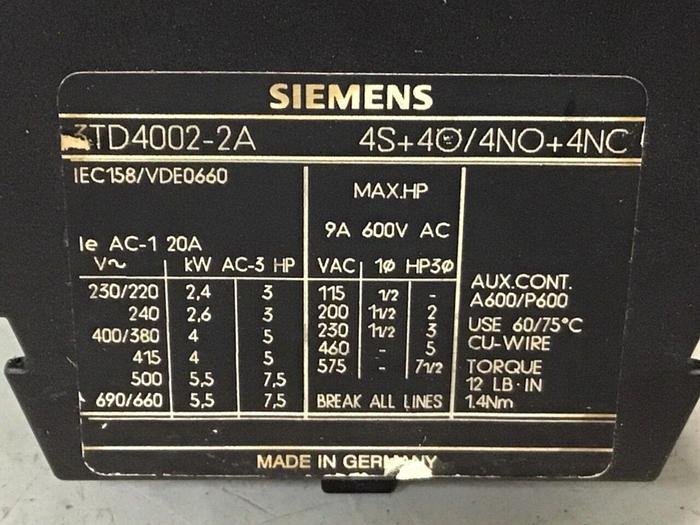 SIEMENS
3TD4002-2A 4S+4Ö/4NO+4NC
IEC158/VDE0660
Ie AC-1 20A
V~ kW AC-3 HP
230/220 2,4 3
240 2,6 3
400/380 4 5
415 4 5
500 5,5 7,5
690/660 5,5 7,5
MAX.HP
9A 600V AC
VAC 1Ø HP3Ø
115 1/2 -
200 11/2 2
230 11/2 3
460 - 5
575 - 71/2
BREAK ALL LINES
AUX.CONT.
A600/P600
USE 60/75°C
CU-WIRE
TORQUE
12 LB·IN
1.4Nm
MADE IN GERMANY